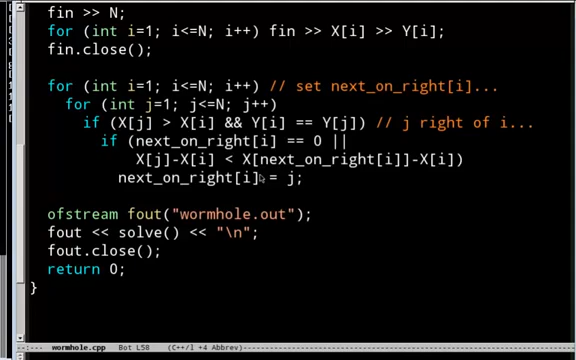 fin >> N;
for (int i=1; i<=N; i++) fin >> X[i] >> Y[i];
fin.close();
for (int i=1; i<=N; i++) // set next_on_right[i]...
for (int j=1; j<=N; j++)
if (X[j] > X[i] && Y[i] == Y[j]) // j right of i...
if (next_on_right[i] == 0 ||
X[j]-X[i] < X[next_on_right[i]]-X[i])
next_on_right[i] = j;
ofstream fout("wormhole.out");
fout << solve() << "\n";
fout.close();
return 0;
}
-:--- wormhole.cpp Bot L58 (C++/l +4 Abbrev)